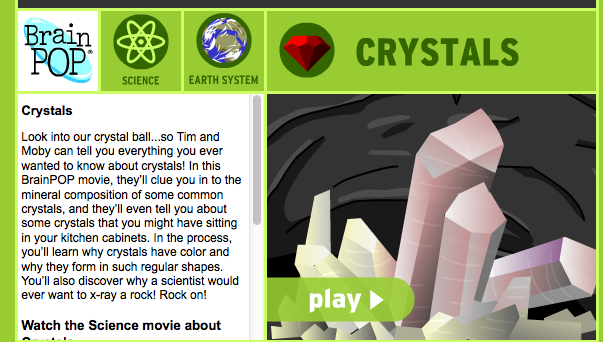 Brain
POP®
SCIENCE
EARTH SYSTEM
CRYSTALS
Crystals
Look into our crystal ball...so Tim and
Moby can tell you everything you ever
wanted to know about crystals! In this
BrainPOP movie, they'll clue you in to the
mineral composition of some common
crystals, and they'll even tell you about
some crystals that you might have sitting
in your kitchen cabinets. In the process,
you'll learn why crystals have color and
why they form in such regular shapes.
You'll also discover why a scientist would
ever want to x-ray a rock! Rock on!
Watch the Science movie about
Crystals
play